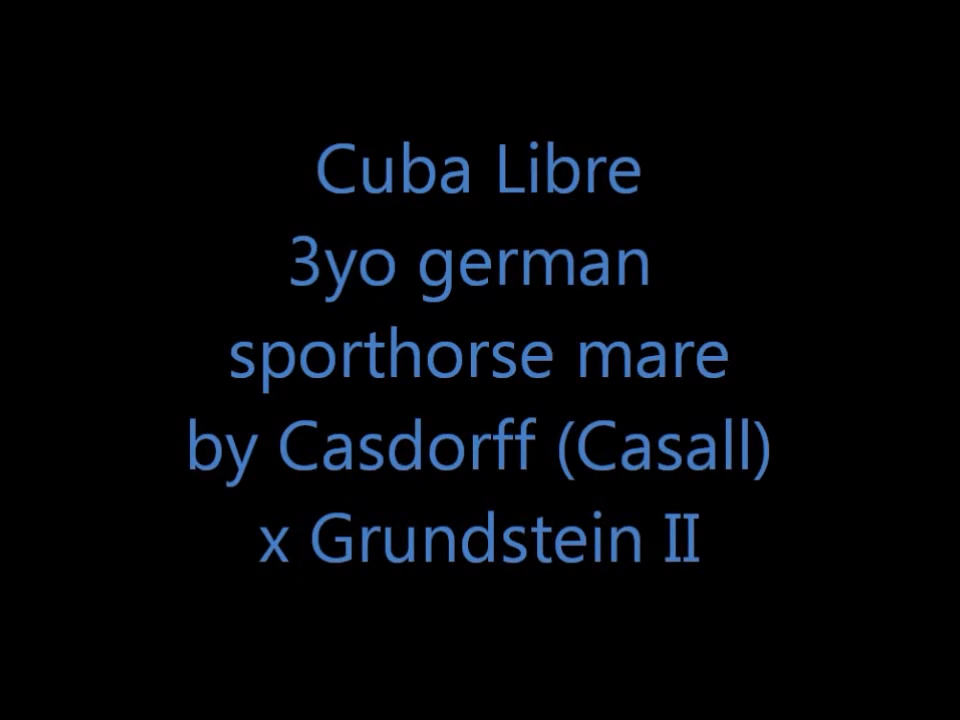 Cuba Libre
3yo german
sporthorse mare
by Casdorff (Casall)
x Grundstein II